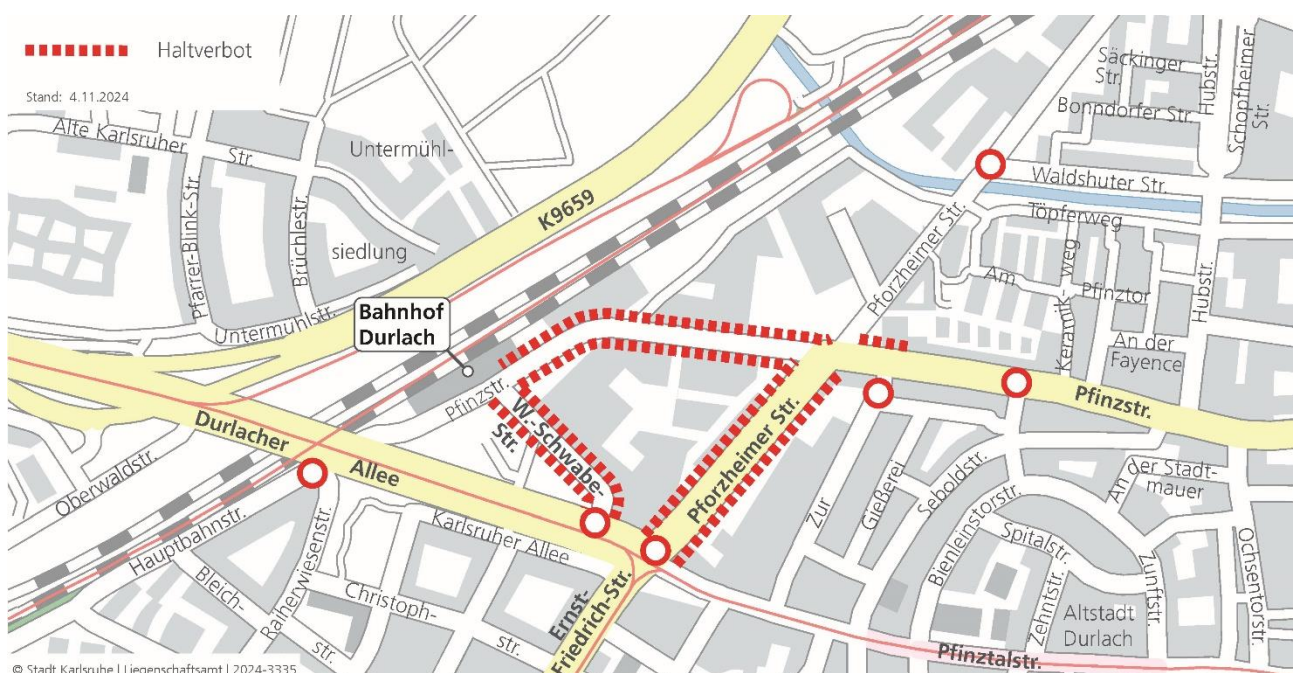 Haltverbot
Stand: 4.11.2024
Alte Karlsruher
Str.
Untermühl-
siedlung
Pfarrer-Blink-Str.
Brüchlestr.
Untermühlstr.
K9659
Bahnhof
Durlach
Säckinger
Str.
Bonndorfer Str.
Hubstr.
Schopfheimer
Str.
Waldshuter Str.
Töpferweg
Pforzheimer Str.
Am
Keramik-
weg
Pfinztor
Hubstr.
An der
Fayence
Pfinzstr.
Pfinzstr.
W.-Schwabe-
Str.
Pforzheimer Str.
Durlacher
Allee
Oberwaldstr.
Hauptbahnstr.
Karlsruher Allee
Bleich-
str.
Raiherwiesenstr.
Christoph-
str.
Ernst-
Friedrich-Str.
Zur
Gießerei
Seboldstr.
Bienleinstorstr.
An der Stadt-
mauer
Spitalstr.
Zehntstr.
Zunftstr.
Ochsentorstr.
Altstadt
Durlach
Pfinztalstr.
© Stadt Karlsruhe | Liegenschaftsamt | 2024-3335